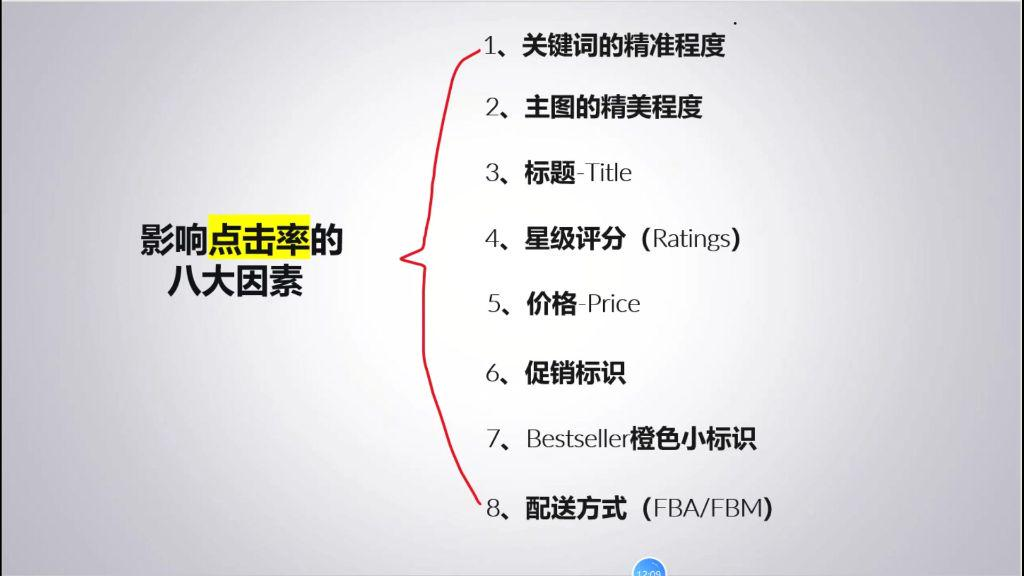 影响点击率的
八大因素
1、关键词的精准程度
2、主图的精美程度
3、标题-Title
4、星级评分（Ratings）
5、价格-Price
6、促销标识
7、Bestseller橙色小标识
8、配送方式（FBA/FBM）
12:09